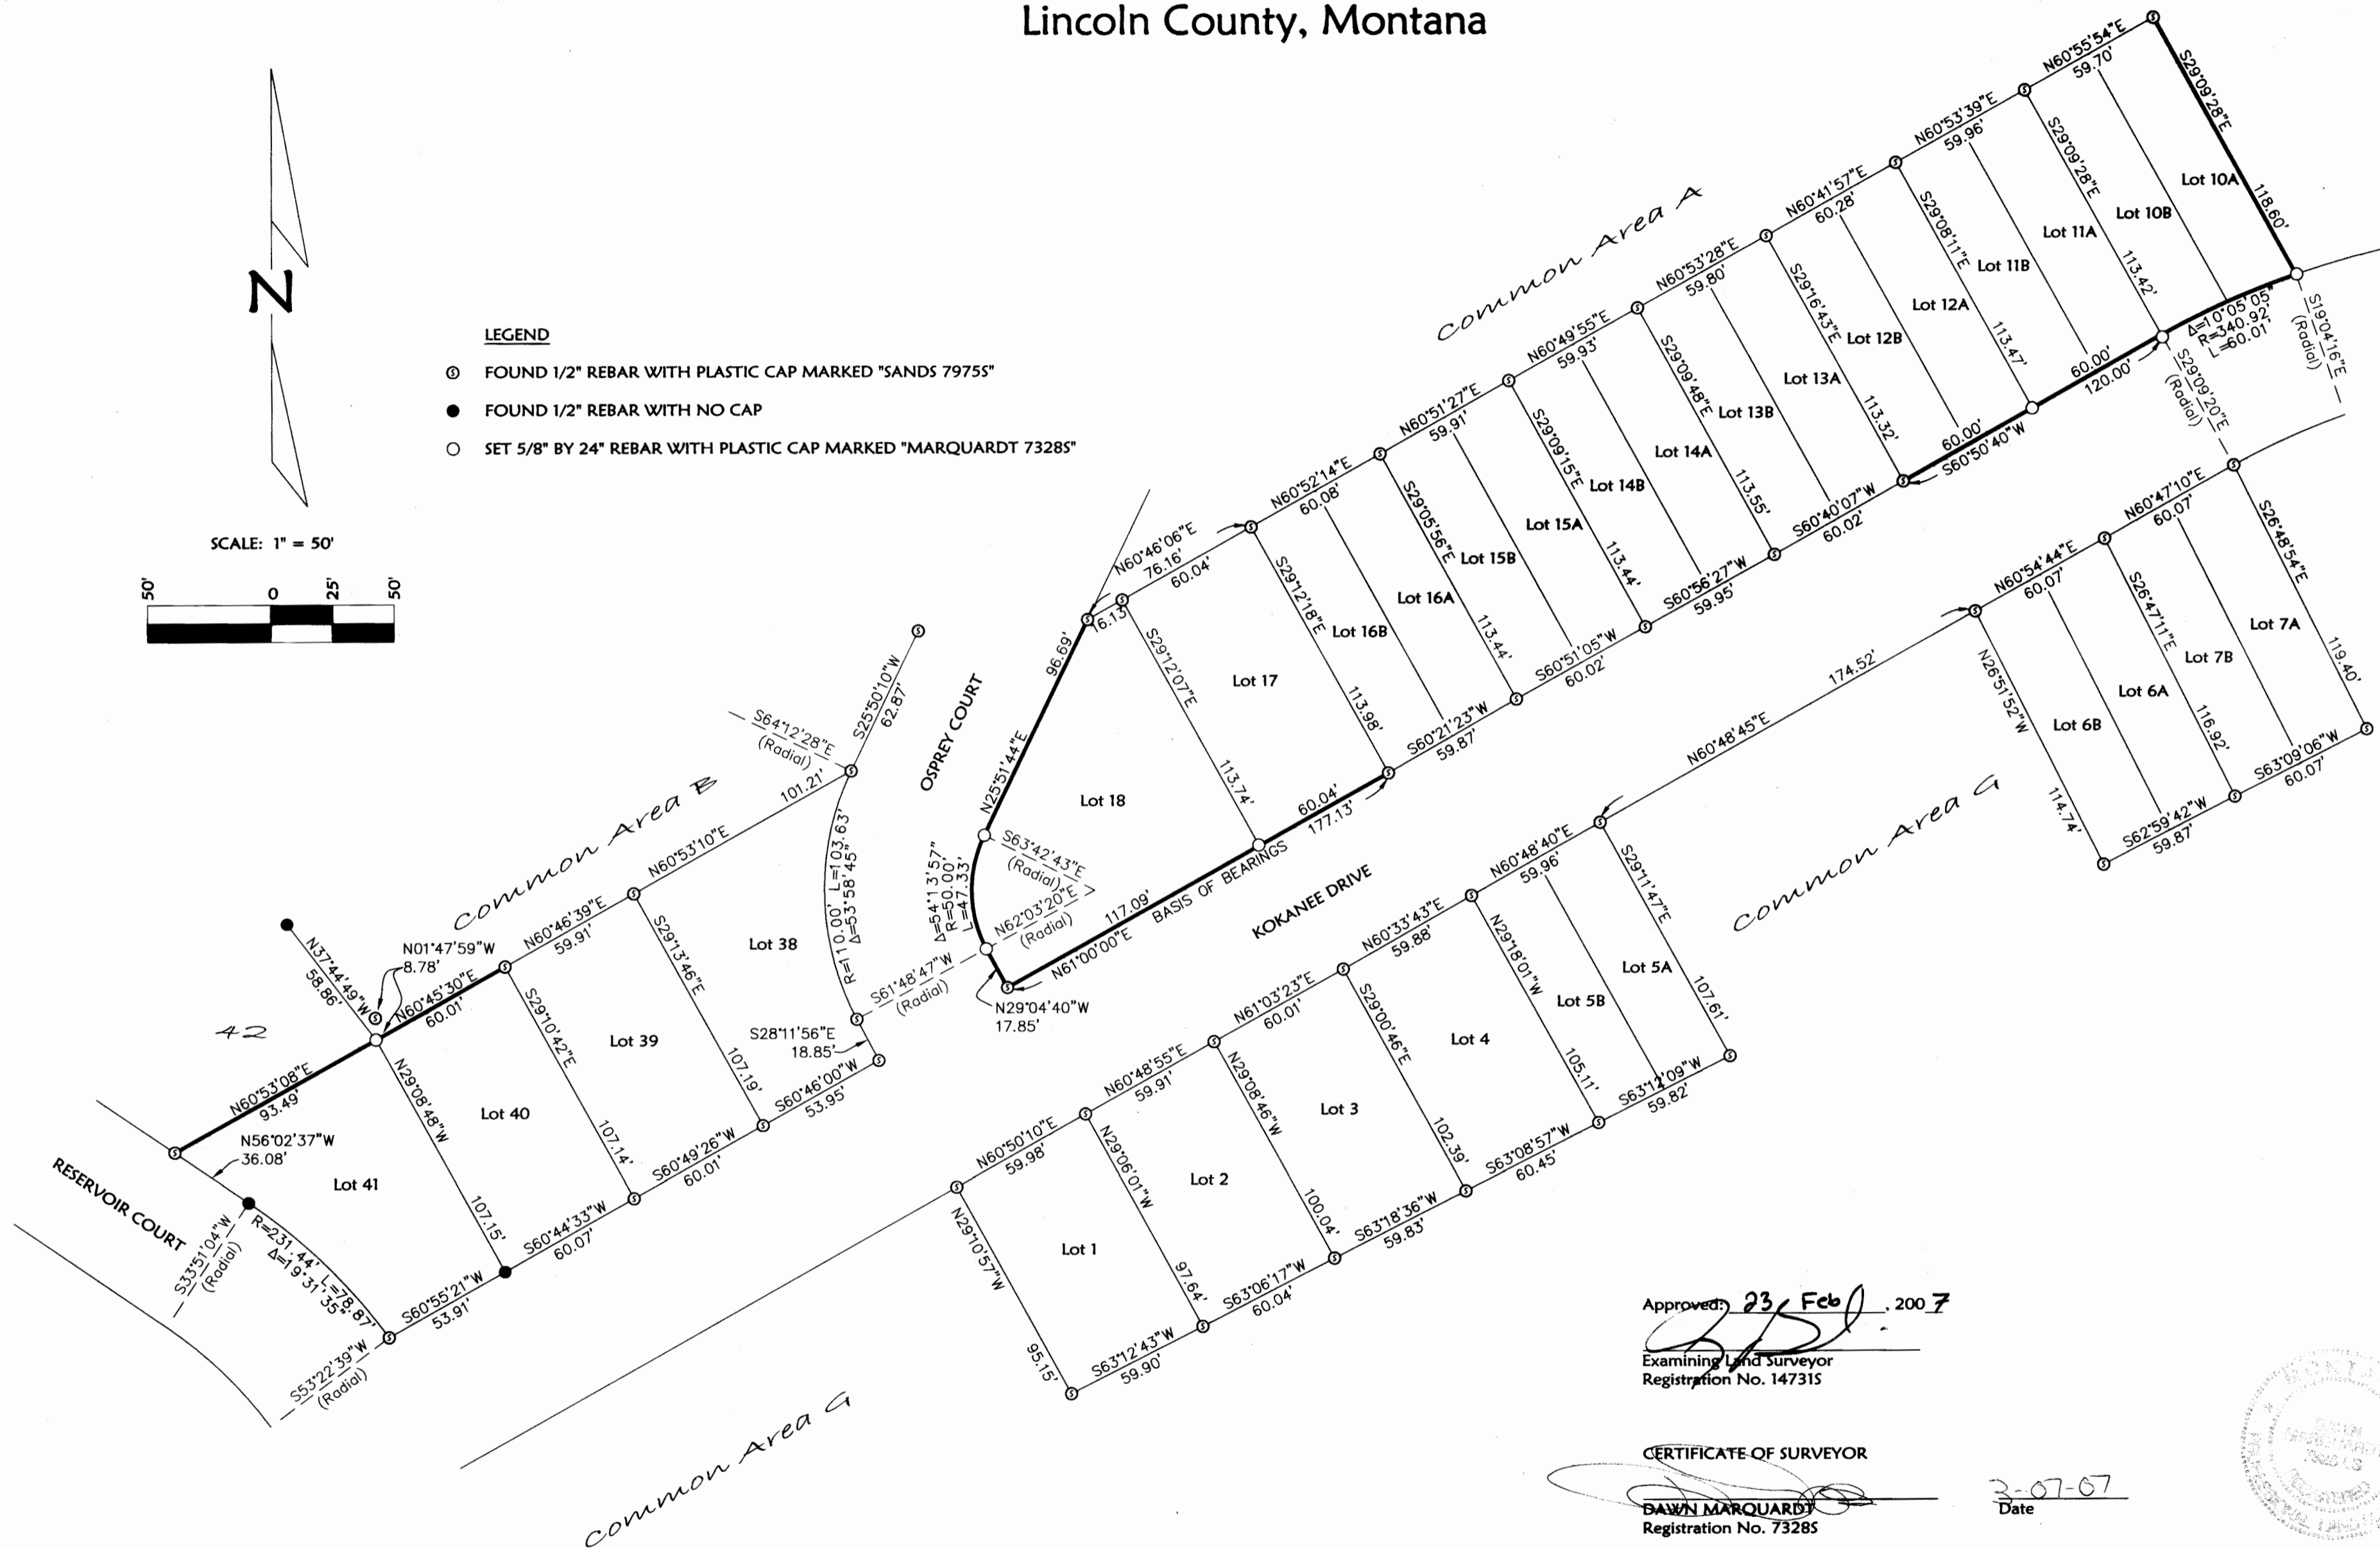 Lincoln County, Montana
N
SCALE: 1" = 50'
50'
0
25'
50'
LEGEND
FOUND 1/2" REBAR WITH PLASTIC CAP MARKED "SANDS 7975S"
FOUND 1/2" REBAR WITH NO CAP
SET 5/8" BY 24" REBAR WITH PLASTIC CAP MARKED "MARQUARDT 7328S"
Common Area A
N60°55'54"E
59.70'
S29°09'28"E
118.60'
Lot 10A
Lot 10B
N60°53'39"E
59.96'
S29°09'28"E
113.42'
Lot 11A
Lot 11B
N60°41'57"E
60.28'
S29°08'11"E
113.47'
Lot 12A
Lot 12B
N60°53'28"E
59.80'
S29°16'43"E
113.32'
Lot 13A
Lot 13B
N60°49'55"E
59.93'
S29°09'48"E
113.55'
Lot 14A
Lot 14B
N60°51'27"E
59.91'
S29°09'15"E
113.44'
Lot 15A
Lot 15B
N60°52'14"E
60.08'
S29°05'56"E
113.44'
Lot 16A
Lot 16B
N60°46'06"E
76.16'
60.04'
16.13'
S29°12'18"E
113.98'
Lot 17
S29°12'07"E
113.74'
Lot 18
Δ=10°05'05"
R=340.92'
L=60.01'
S19°04'16"E
(Radial)
S29°09'20"E
(Radial)
60.00'
120.00'
60.00'
S60°50'40"W
S60°40'07"W
60.02'
S60°56'27"W
59.95'
S60°51'05"W
60.02'
S60°21'23"W
59.87'
60.04'
177.13'
117.09'
BASIS OF BEARINGS
N61°00'00"E
KOKANEE DRIVE
N29°04'40"W
17.85'
N62°03'20"E
(Radial)
S63°42'43"E
(Radial)
Δ=54°13'57"
R=50.00'
L=47.33'
N25°51'44"E
96.69'
OSPREY COURT
S25°50'10"W
62.87'
S64°12'28"E
(Radial)
101.21'
N60°53'10"E
Common Area B
R=110.00' L=103.63'
Δ=53°58'45"
S61°48'47"W
(Radial)
S28°11'56"E
18.85'
Lot 38
N60°46'39"E
59.91'
S29°13'46"E
107.19'
S60°46'00"W
53.95'
Lot 39
N60°45'30"E
60.01'
S29°10'42"E
107.14'
S60°49'26"W
60.01'
Lot 40
N01°47'59"W
8.78'
N37°44'49"W
58.86'
42
N29°08'48"W
107.15'
S60°44'33"W
60.07'
N60°53'08"E
93.49'
N56°02'37"W
36.08'
Lot 41
RESERVOIR COURT
S33°51'04"W
(Radial)
R=231.44' L=78.87'
Δ=19°31'35"
S60°55'21"W
53.91'
S53°22'39"W
(Radial)
N60°47'10"E
60.07'
S26°48'54"E
119.40'
Lot 7A
Lot 7B
S63°09'06"W
60.07'
N60°54'44"E
60.07'
S26°47'11"E
116.92'
Lot 6A
Lot 6B
S62°59'42"W
59.87'
N26°51'52"W
114.74'
174.52'
N60°48'45"E
Common Area G
N60°48'40"E
59.96'
S29°11'47"E
107.61'
Lot 5A
Lot 5B
S63°12'09"W
59.82'
N60°33'43"E
59.88'
N29°18'01"W
105.11'
Lot 4
S63°08'57"W
60.45'
N61°03'23"E
60.01'
S29°00'46"E
102.39'
Lot 3
S63°18'36"W
59.83'
N60°48'55"E
59.91'
N29°08'46"W
100.04'
Lot 2
S63°06'17"W
60.04'
N60°50'10"E
59.98'
N29°06'01"W
97.64'
Lot 1
S63°12'43"W
59.90'
N29°10'57"W
95.15'
Common Area G
Approved: 23 Feb, 2007
Examining Land Surveyor
Registration No. 14731S
CERTIFICATE OF SURVEYOR
DAWN MARQUARDT
Registration No. 7328S
3-07-07
Date